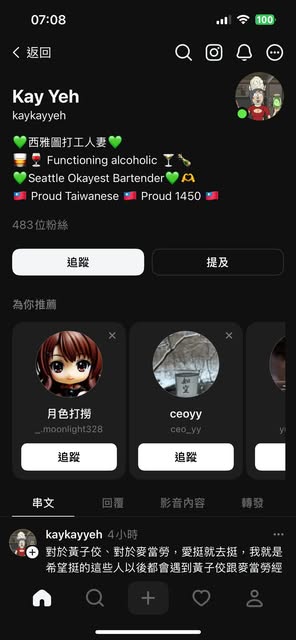 07:08
100
返回
Kay Yeh
kaykayyeh
💚西雅圖打工人妻💚
🥃🍷 Functioning alcoholic 🍸🍾
💚Seattle Okayest Bartender💚🫶
🇹🇼 Proud Taiwanese 🇹🇼 Proud 1450 🇹🇼
483位粉絲
追蹤
提及
為你推薦
月色打撈
_.moonlight328
追蹤
ceoyy
ceo_yy
追蹤
串文
回覆
影音內容
轉發
kaykayyeh 4小時
對於黃子佼、對於麥當勞，愛挺就去挺，我就是
希望挺的這些人以後都會遇到黃子佼跟麥當勞經